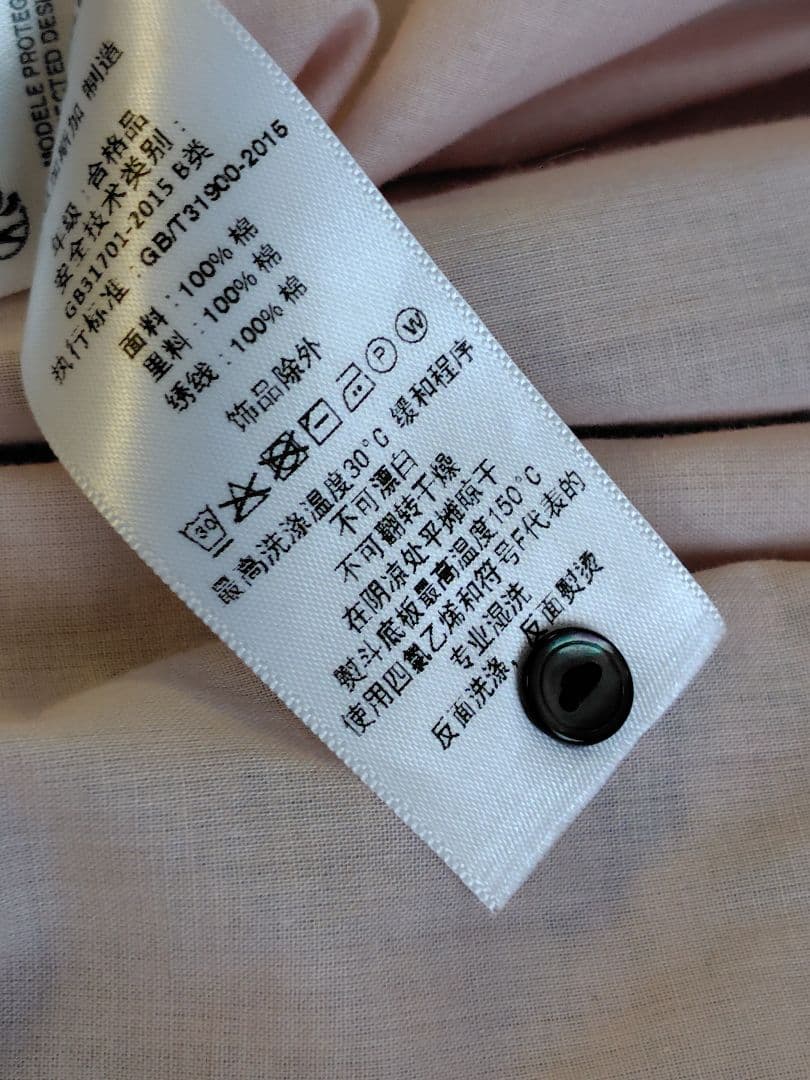 MODELE PROTEG
CTED DES
斯加 制造
年级：合格品
安全技术类别：
GB31701-2015 B类
执行标准：GB/T31900-2015
面料：100% 棉
里料：100% 棉
绣线：100% 棉
饰品除外
30 P W
最高洗涤温度30°C 缓和程序
不可漂白
不可翻转干燥
在阴凉处平摊晾干
熨斗底板最高温度150°C
使用四氯乙烯和符号F代表的
专业湿洗
反面洗涤，反面熨烫